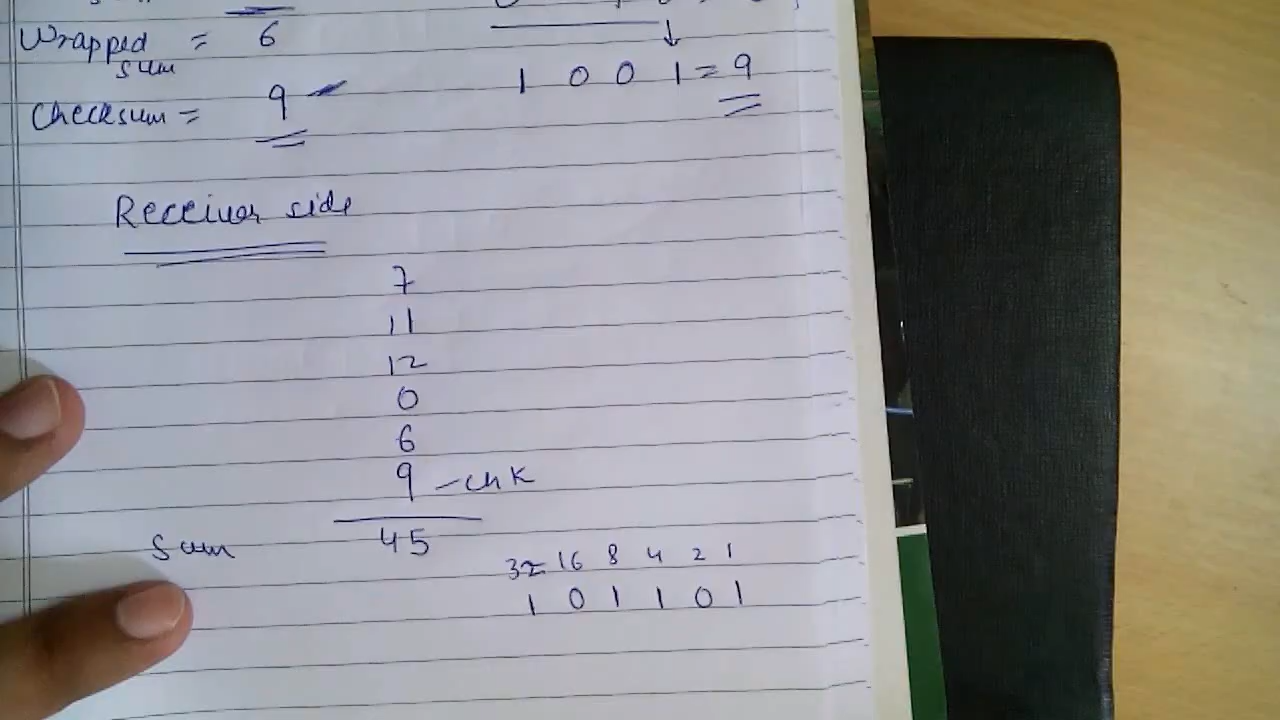 Wrapped sum = 6
1 0 0 1 = 9
Checksum = 9
Receiver side
7
11
12
0
6
9 - chk
Sum 45
32 16 8 4 2 1
1 0 1 1 0 1